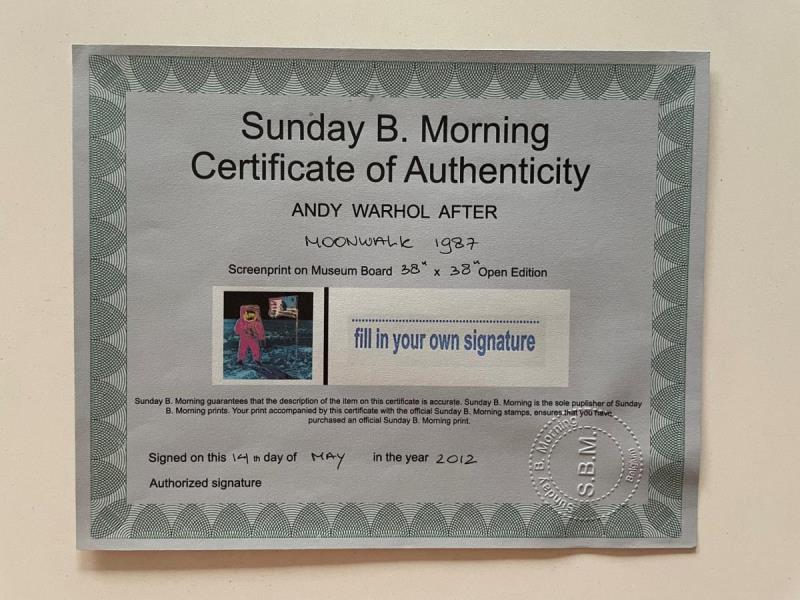 Sunday B. Morning
Certificate of Authenticity
ANDY WARHOL AFTER
MOONWALK 1987
Screenprint on Museum Board 38" x 38" Open Edition
fill in your own signature
Sunday B. Morning guarantees that the description of the item on this certificate is accurate. Sunday B. Morning is the sole puplisher of Sunday
B. Morning prints. Your print accompanied by this certificate with the official Sunday B. Morning stamps, ensures that you have
purchased an official Sunday B. Morning print.
Signed on this 14 th day of MAY in the year 2012
Authorized signature
Sunday B. Morning
S.B.M.
Belgium